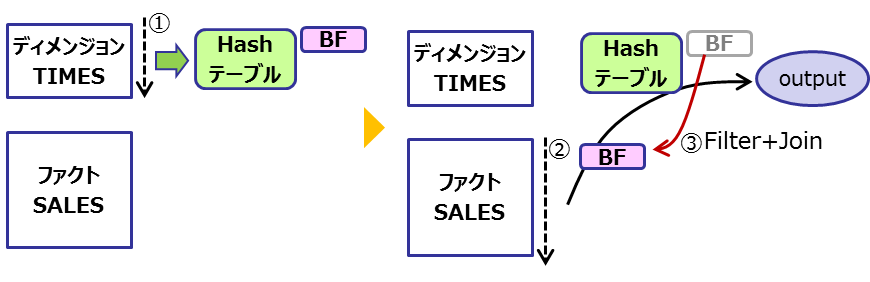 ディメンジョン
TIMES
①
Hash
テーブル
BF
ファクト
SALES
ディメンジョン
TIMES
Hash
テーブル
BF
output
ファクト
SALES
②
BF
③Filter+Join